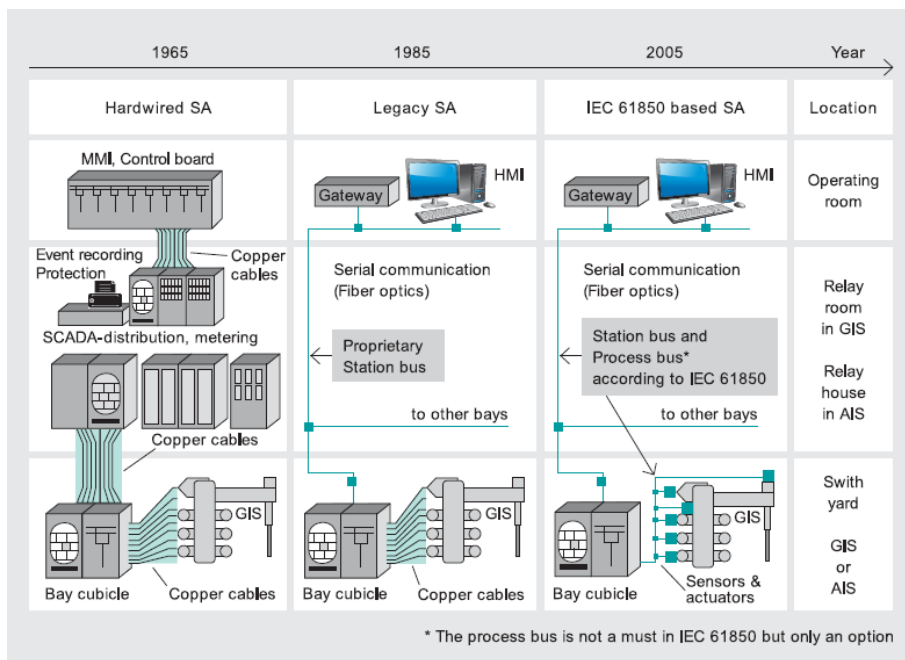 1965
1985
2005
Year
Hardwired SA
Legacy SA
IEC 61850 based SA
Location
MMI, Control board
Event recording
Protection
Copper
cables
SCADA-distribution, metering
Copper cables
GIS
Bay cubicle
Copper cables
Gateway
HMI
Serial communication
(Fiber optics)
Proprietary
Station bus
to other bays
GIS
Bay cubicle
Copper cables
Gateway
HMI
Serial communication
(Fiber optics)
Station bus and
Process bus*
according to IEC 61850
to other bays
GIS
Bay cubicle
Sensors &
actuators
Operating
room
Relay
room
in GIS
Relay
house
in AIS
Swith
yard
GIS
or
AIS
* The process bus is not a must in IEC 61850 but only an option